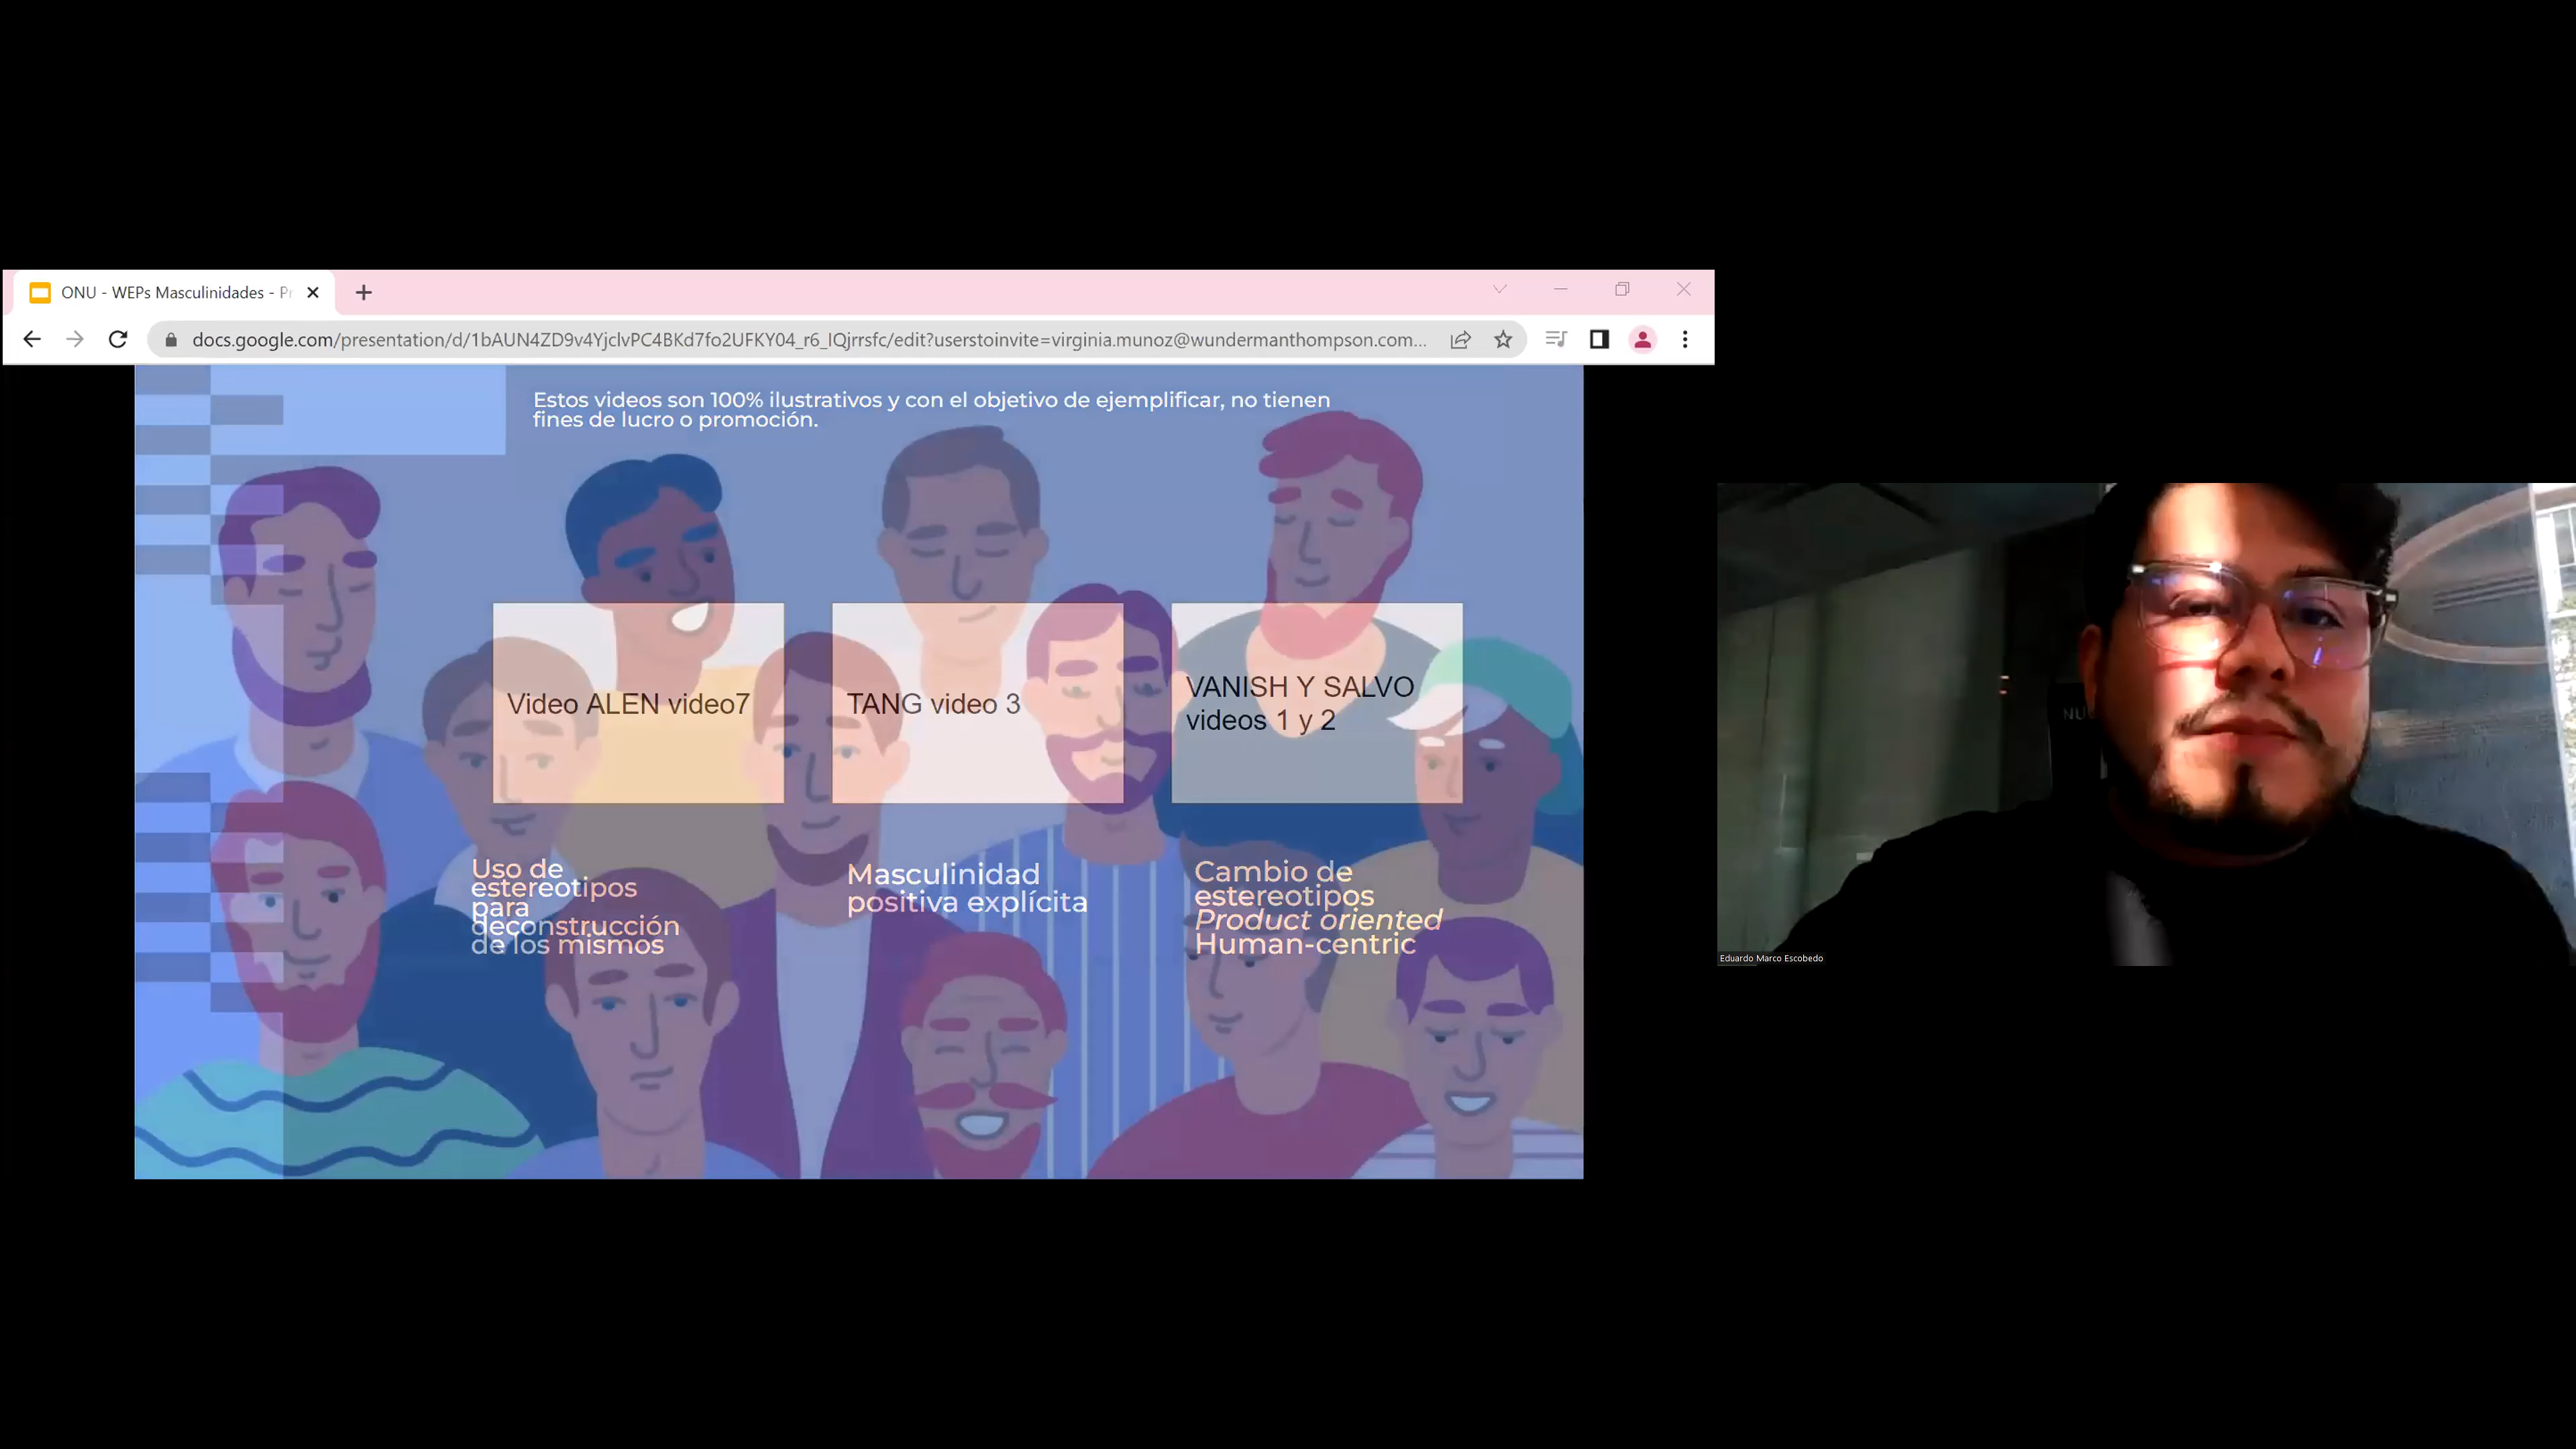 ONU - WEPs Masculinidades - Pr
docs.google.com/presentation/d/1bAUN4ZD9v4YjclvPC4BKd7fo2UFKY04_r6_IQjrrsfc/edit?userstoinvite=virginia.munoz@wundermanthompson.com...
Estos videos son 100% ilustrativos y con el objetivo de ejemplificar, no tienen
fines de lucro o promoción.
Video ALEN video7
TANG video 3
VANISH Y SALVO
videos 1 y 2
Uso de
estereotipos
para
deconstrucción
de los mismos
Masculinidad
positiva explícita
Cambio de
estereotipos
Product oriented
Human-centric
Eduardo Marco Escobedo